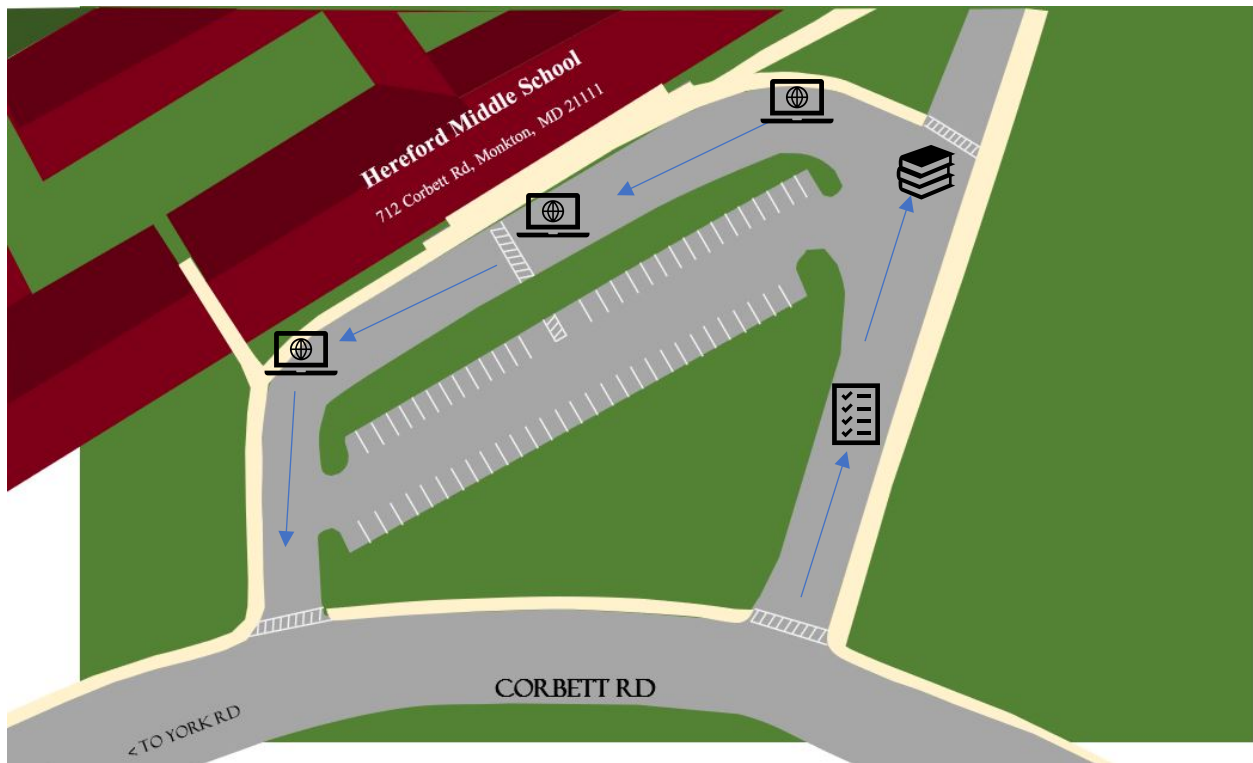 Hereford Middle School
712 Corbett Rd, Monkton, MD 21111
CORBETT RD
< TO YORK RD